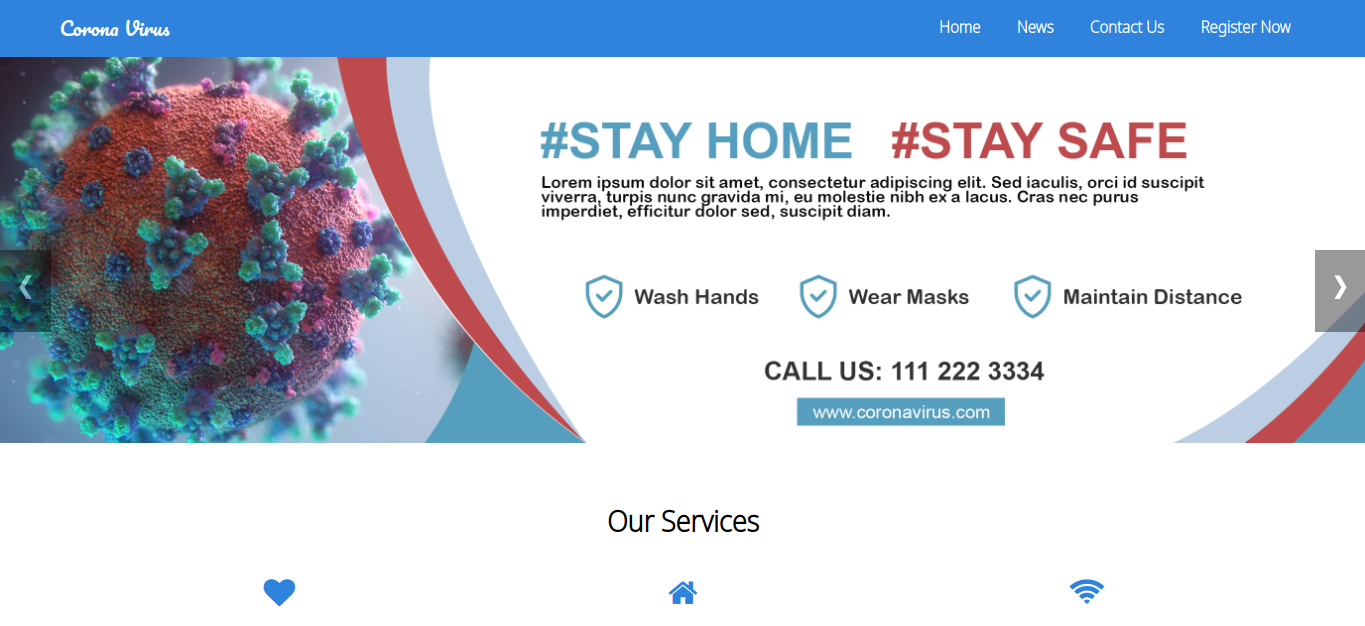 Corona Virus
Home
News
Contact Us
Register Now
#STAY HOME #STAY SAFE
Lorem ipsum dolor sit amet, consectetur adipiscing elit. Sed iaculis, orci id suscipit
viverra, turpis nunc gravida mi, eu molestie nibh ex a lacus. Cras nec purus
imperdiet, efficitur dolor sed, suscipit diam.
Wash Hands
Wear Masks
Maintain Distance
CALL US: 111 222 3334
www.coronavirus.com
Our Services